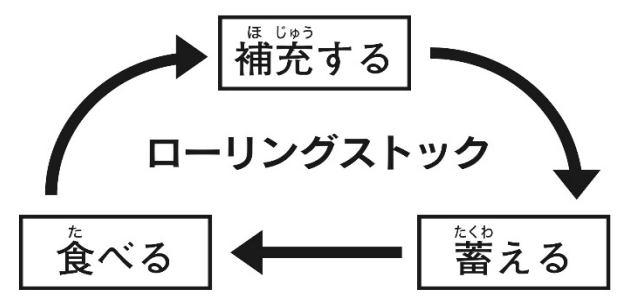 ほ じゅう
補充する
ローリングストック
た
食べる
たくわ
蓄える